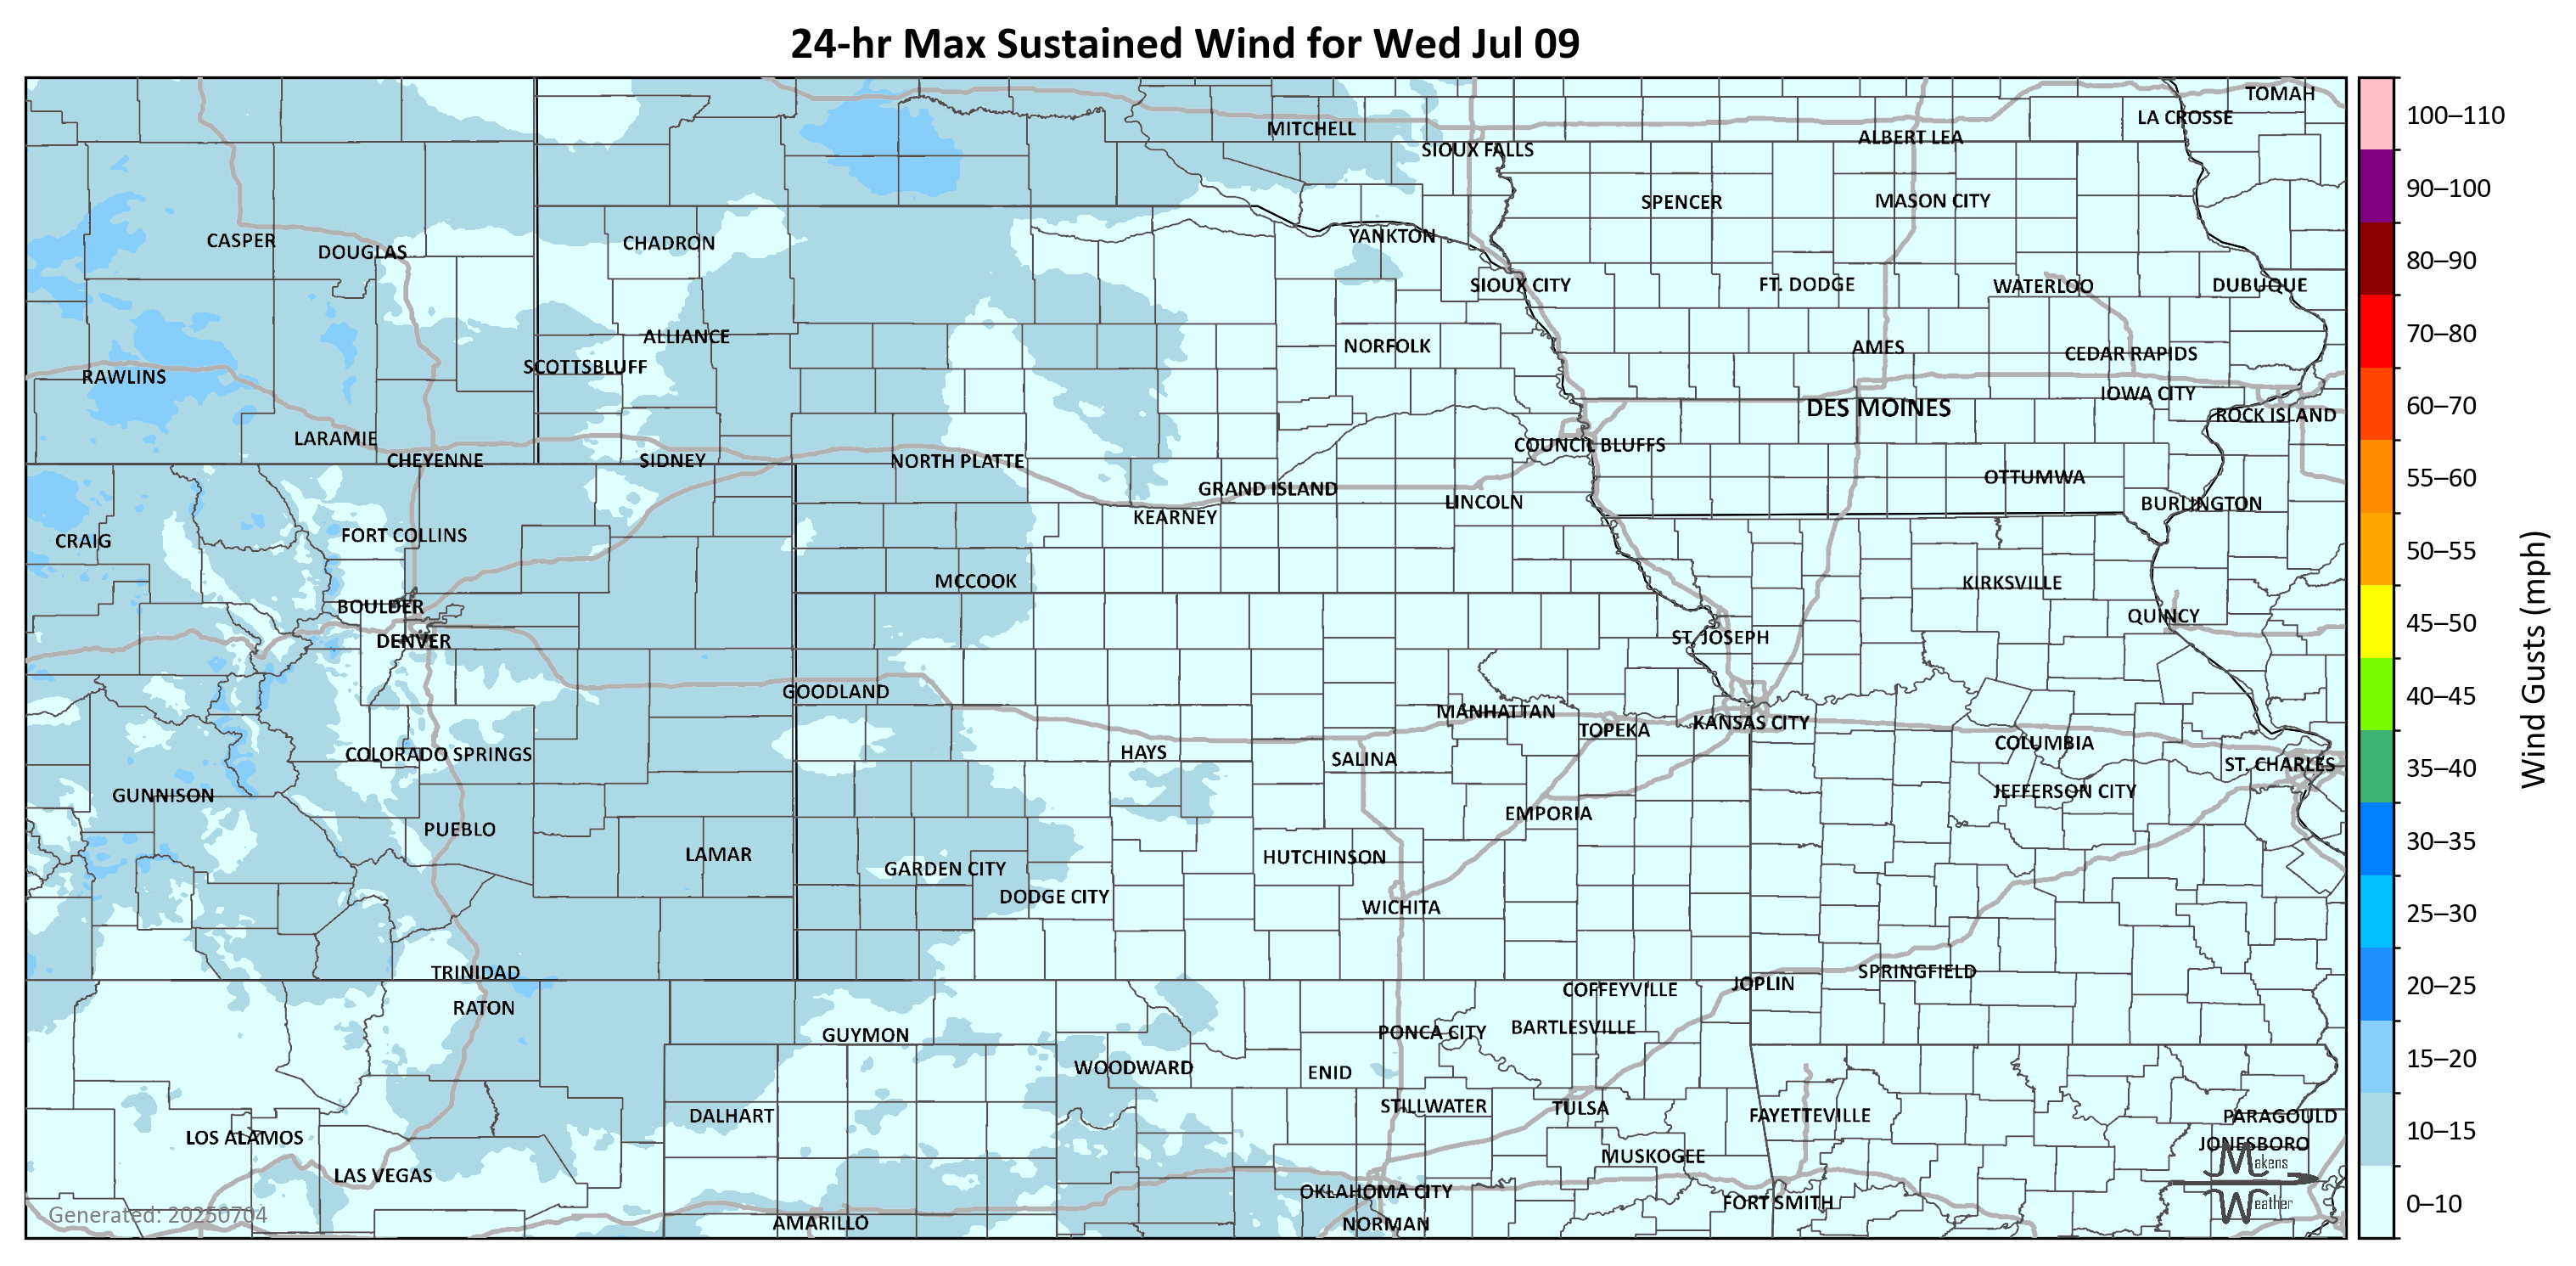 24-hr Max Sustained Wind for Wed Jul 09
TOMAH
LA CROSSE
MITCHELL
ALBERT LEA
SIOUX FALLS
SPENCER
MASON CITY
CASPER
DOUGLAS
CHADRON
YANKTON
SIOUX CITY
FT. DODGE
WATERLOO
DUBUQUE
ALLIANCE
NORFOLK
AMES
CEDAR RAPIDS
SCOTTSBLUFF
RAWLINS
IOWA CITY
DES MOINES
ROCK ISLAND
LARAMIE
COUNCIL BLUFFS
CHEYENNE
SIDNEY
NORTH PLATTE
OTTUMWA
GRAND ISLAND
LINCOLN
BURLINGTON
KEARNEY
FORT COLLINS
CRAIG
MCCOOK
KIRKSVILLE
BOULDER
QUINCY
DENVER
ST. JOSEPH
GOODLAND
MANHATTAN
TOPEKA
KANSAS CITY
COLUMBIA
COLORADO SPRINGS
HAYS
SALINA
ST. CHARLES
GUNNISON
JEFFERSON CITY
EMPORIA
PUEBLO
LAMAR
HUTCHINSON
GARDEN CITY
DODGE CITY
WICHITA
TRINIDAD
SPRINGFIELD
JOPLIN
COFFEYVILLE
RATON
GUYMON
PONCA CITY
BARTLESVILLE
WOODWARD
ENID
DALHART
STILLWATER
TULSA
FAYETTEVILLE
PARAGOULD
LOS ALAMOS
JONESBORO
LAS VEGAS
MUSKOGEE
OKLAHOMA CITY
FORT SMITH
AMARILLO
NORMAN
Generated: 20250704
Makens
Weather
100–110
90–100
80–90
70–80
60–70
55–60
50–55
45–50
40–45
35–40
30–35
25–30
20–25
15–20
10–15
0–10
Wind Gusts (mph)